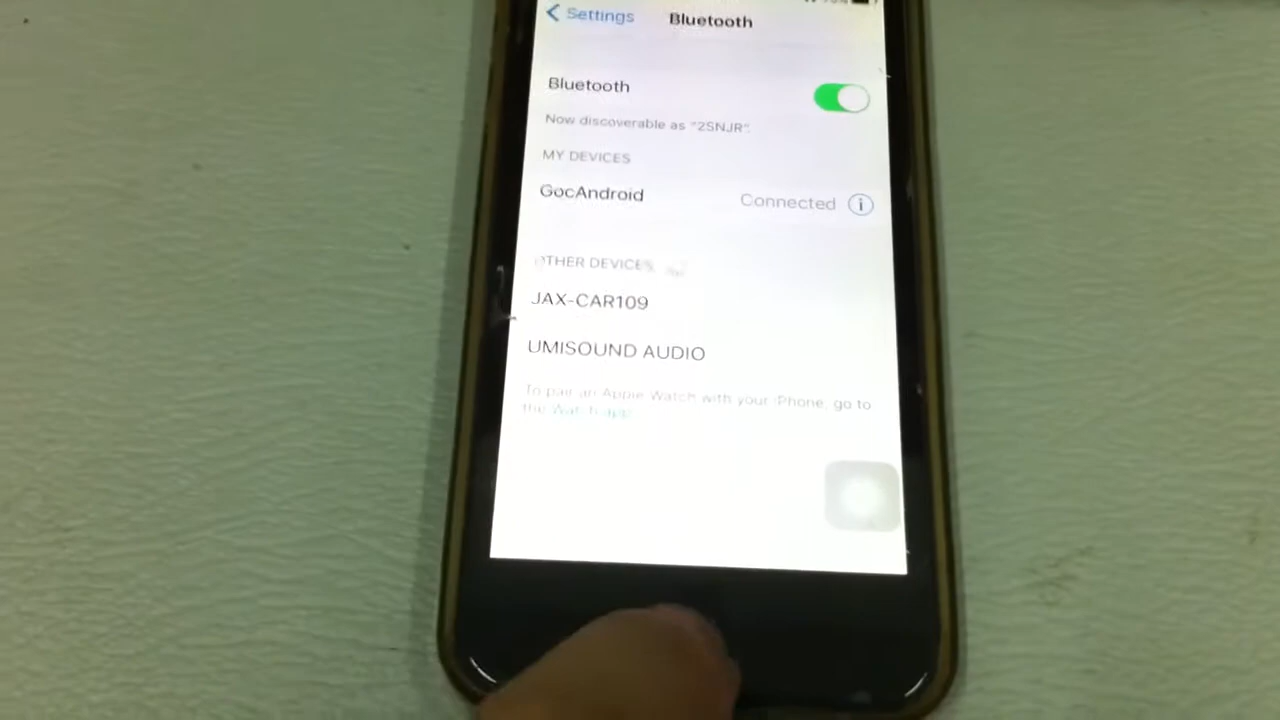 Settings
Bluetooth
Bluetooth
Now discoverable as "2SNJR".
MY DEVICES
GocAndroid
Connected
OTHER DEVICES
JAX-CAR109
UMISOUND AUDIO
To pair an Apple Watch with your iPhone, go to
the Watch app.